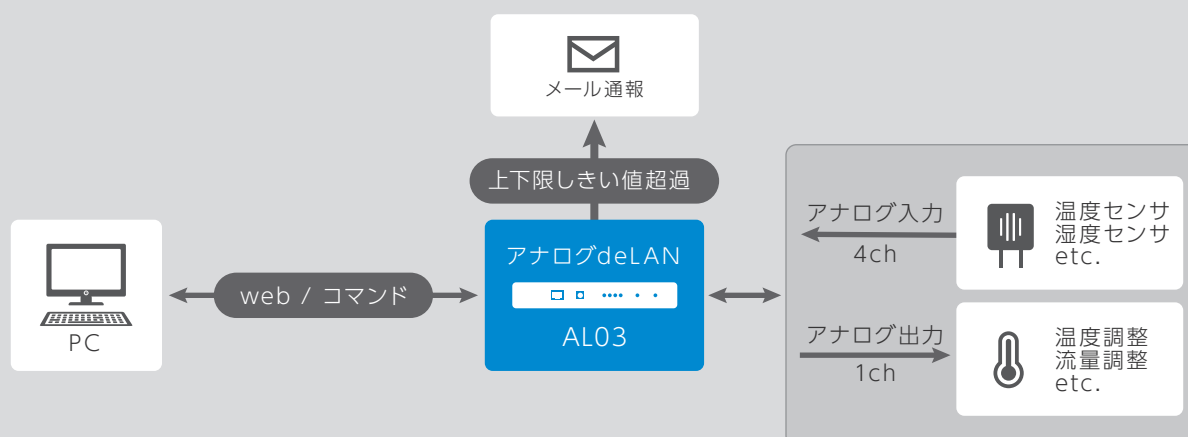 メール通報
上下限しきい値超過
PC
web / コマンド
アナログdeLAN
AL03
アナログ入力
4ch
温度センサ
湿度センサ
etc.
アナログ出力
1ch
温度調整
流量調整
etc.